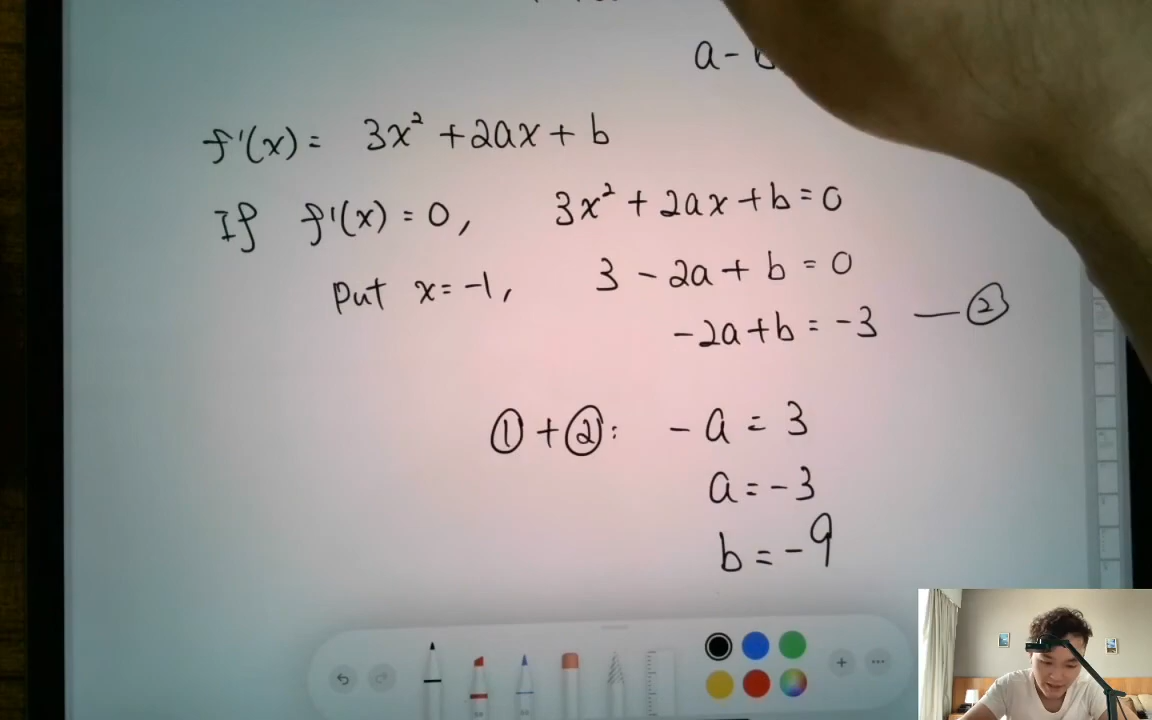 a -
f'(x) = 3x² + 2ax + b
If f'(x) = 0, 3x² + 2ax + b = 0
Put x = -1, 3 - 2a + b = 0
-2a + b = -3 — ②
① + ②: -a = 3
a = -3
b = -9